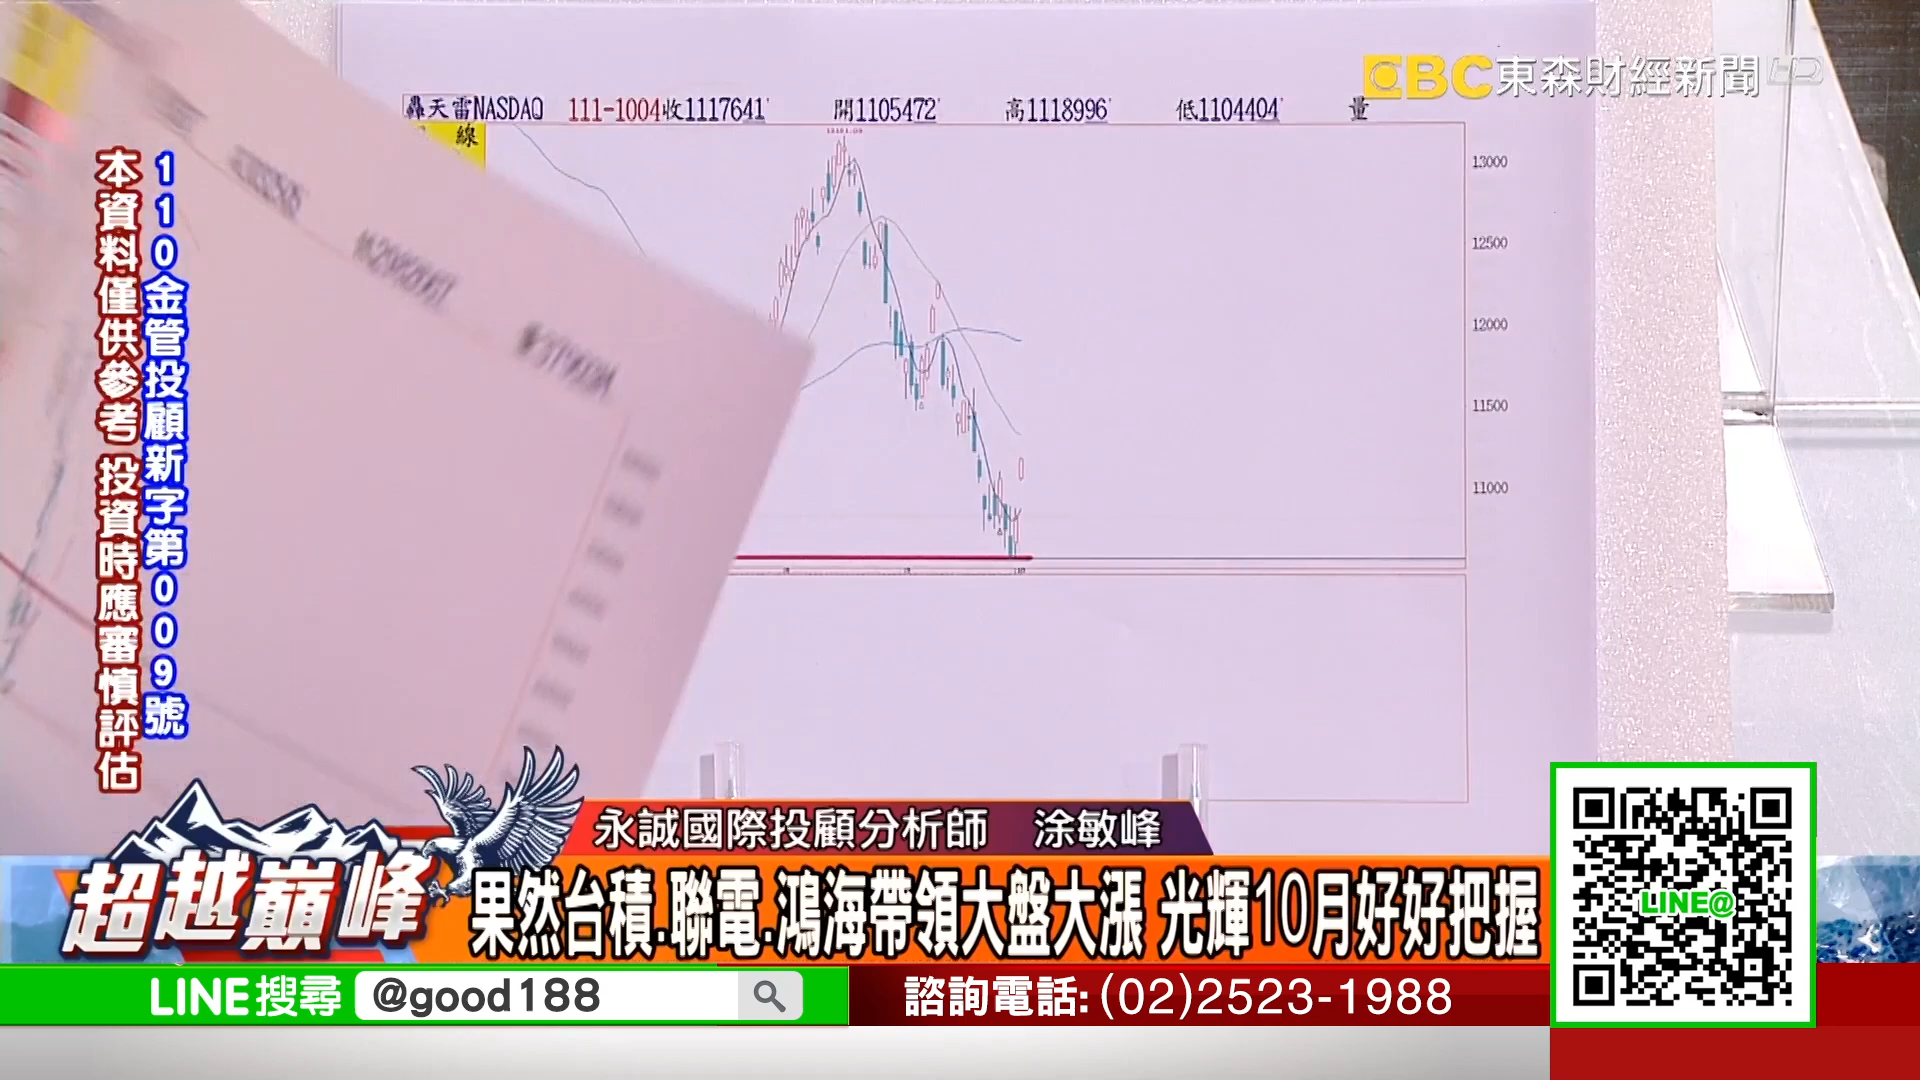 EBC東森財經新聞HD
轟天雷NASDAQ 111-1004收1117641' 開1105472' 高1118996' 低1104404' 量
線
13000
12500
12000
11500
11000
110金管投顧新字第009號
本資料僅供參考 投資時應審慎評估
永誠國際投顧分析師 涂敏峰
超越巔峰
果然台積.聯電.鴻海帶領大盤大漲 光輝10月好好把握
LINE@
LINE搜尋 @good188
諮詢電話:(02)2523-1988